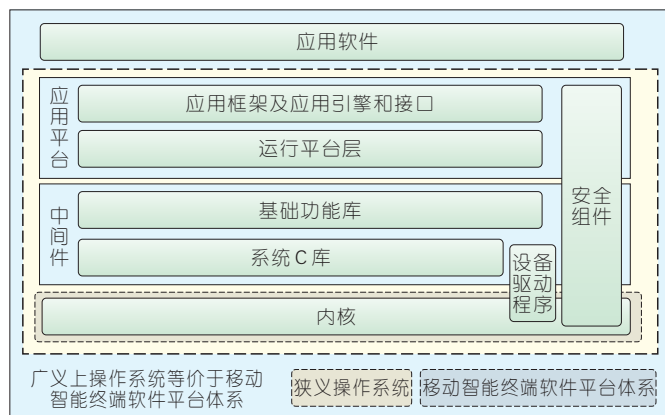 应用软件
应用平台
应用框架及应用引擎和接口
运行平台层
安全
组件
中间件
基础功能库
系统C库
设备
驱动
程序
内核
广义上操作系统等价于移动
智能终端软件平台体系
狭义操作系统
移动智能终端软件平台体系